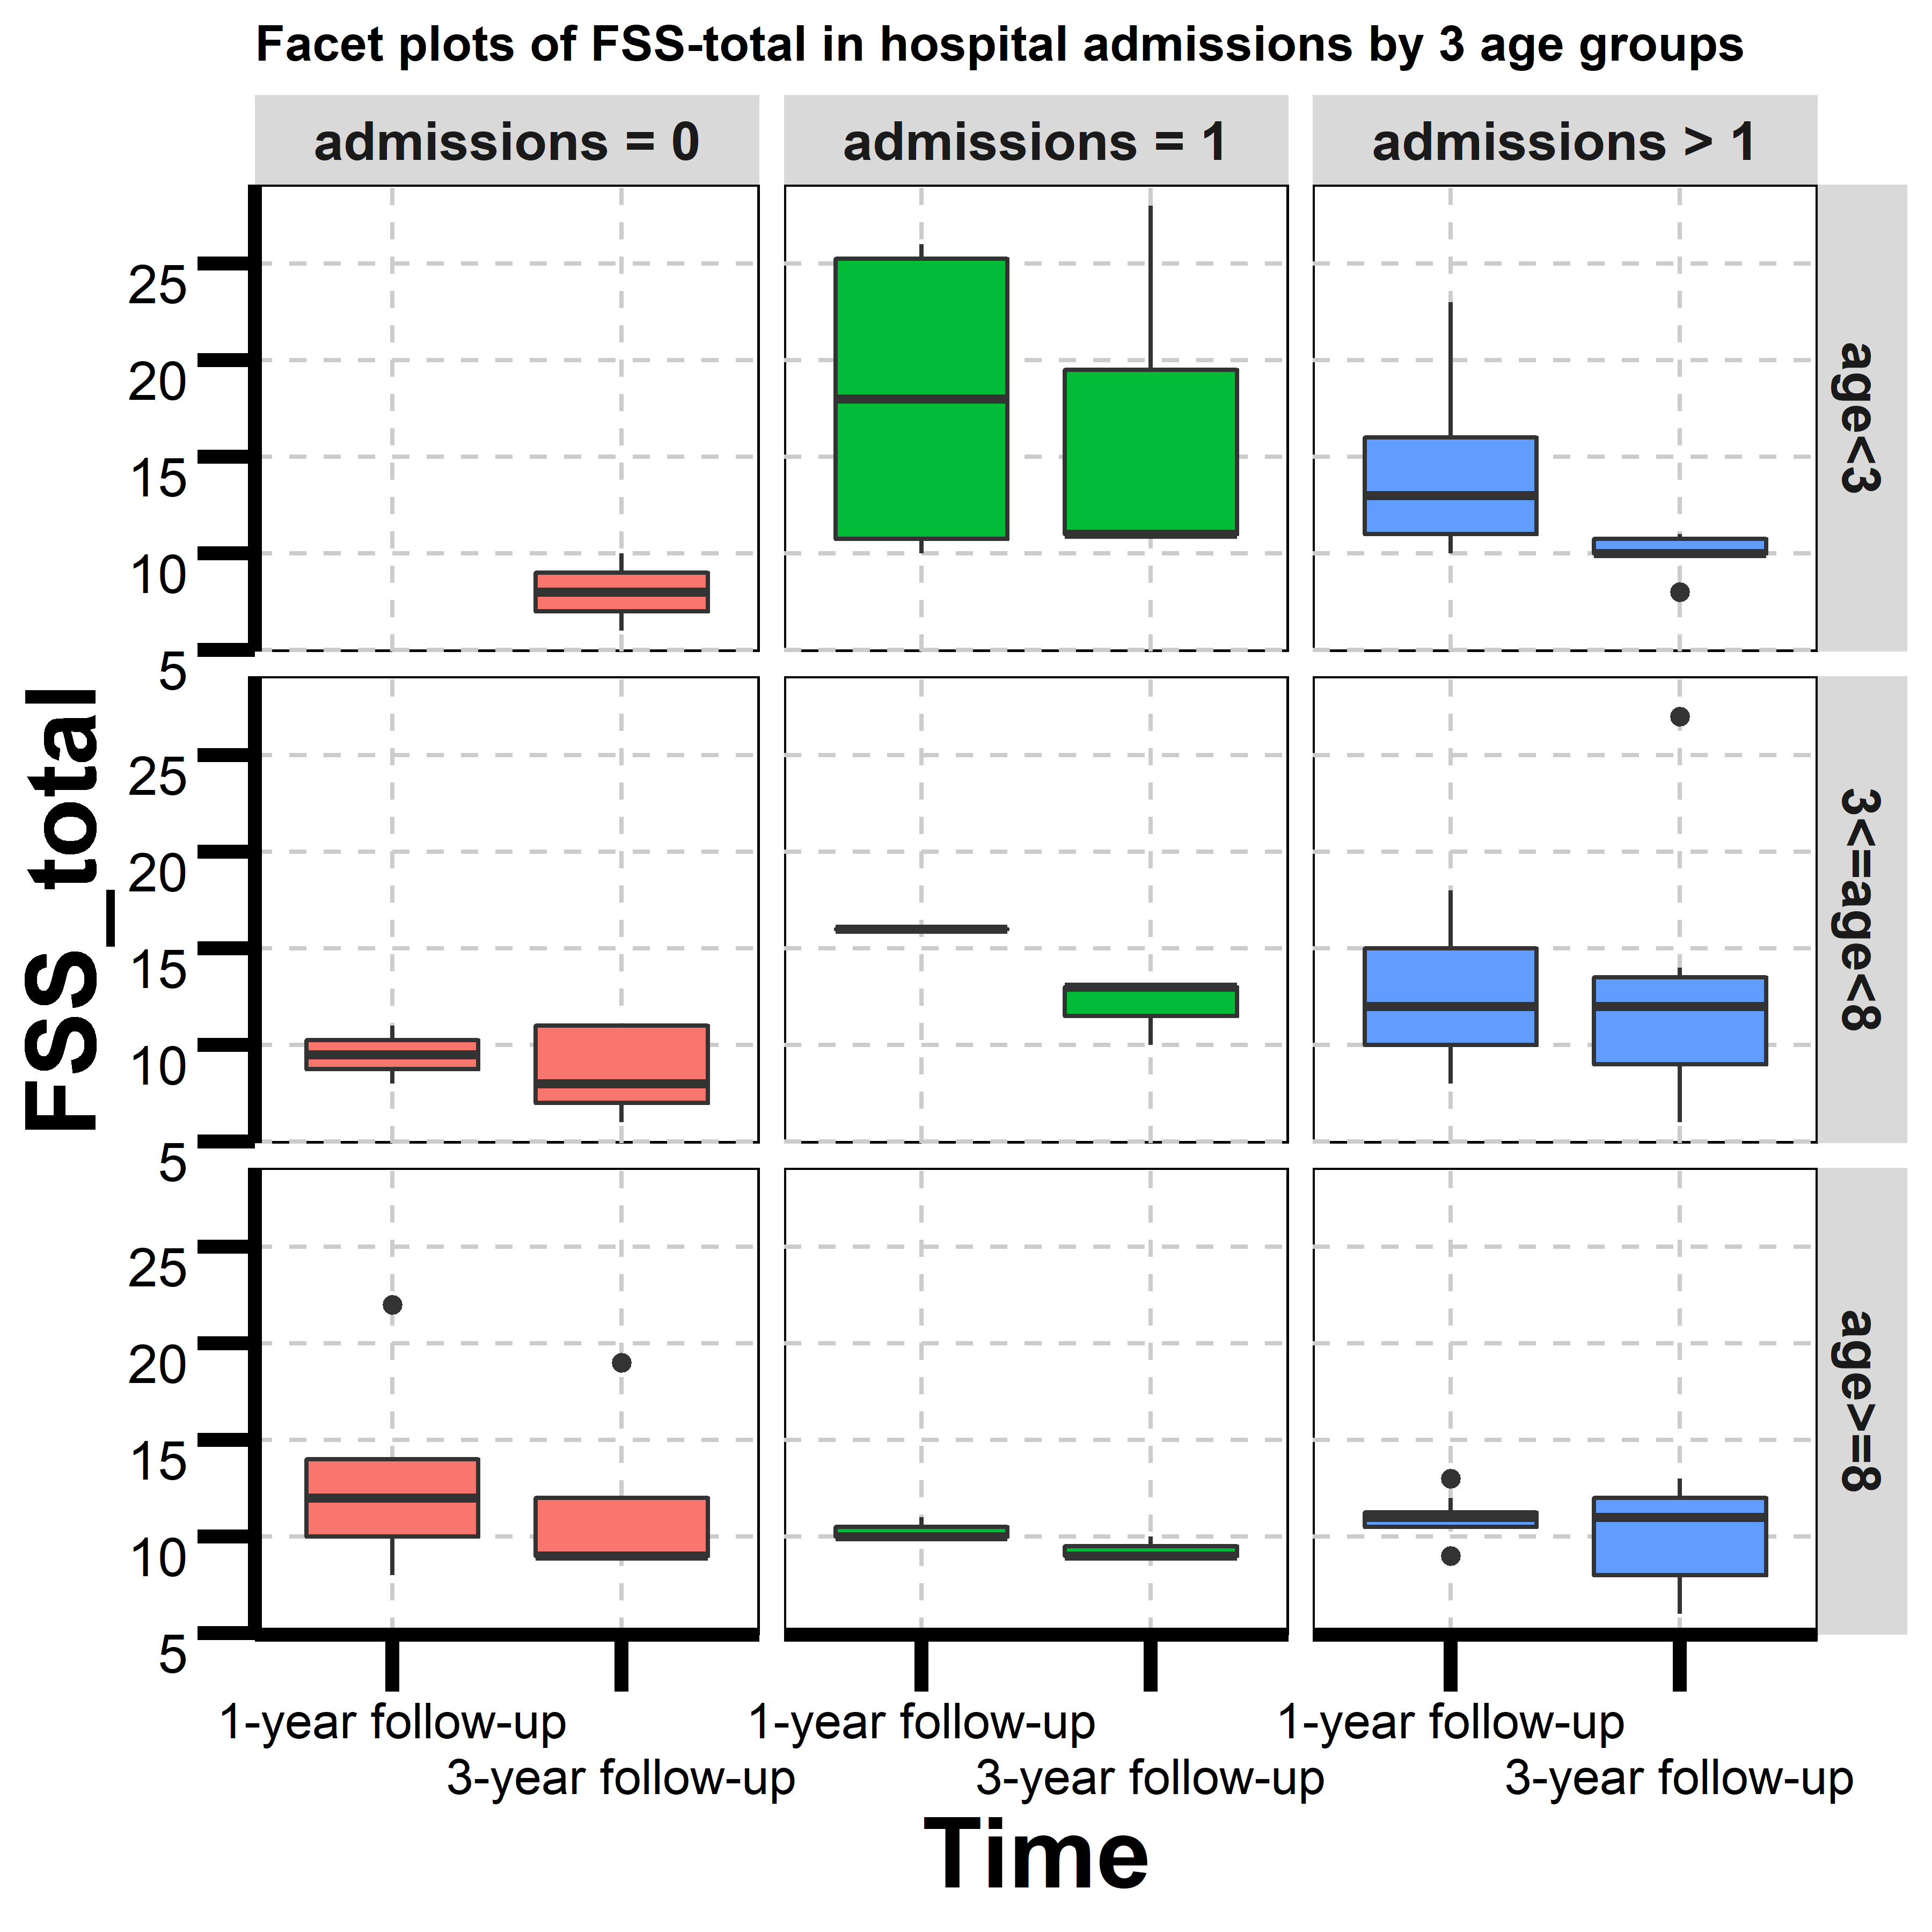 Facet plots of FSS-total in hospital admissions by 3 age groups
admissions = 0
admissions = 1
admissions > 1
25
20
15
10
5
age<3
FSS_total
25
20
15
10
5
3<=age<8
25
20
15
10
5
age>=8
1-year follow-up
3-year follow-up
1-year follow-up
3-year follow-up
1-year follow-up
3-year follow-up
Time